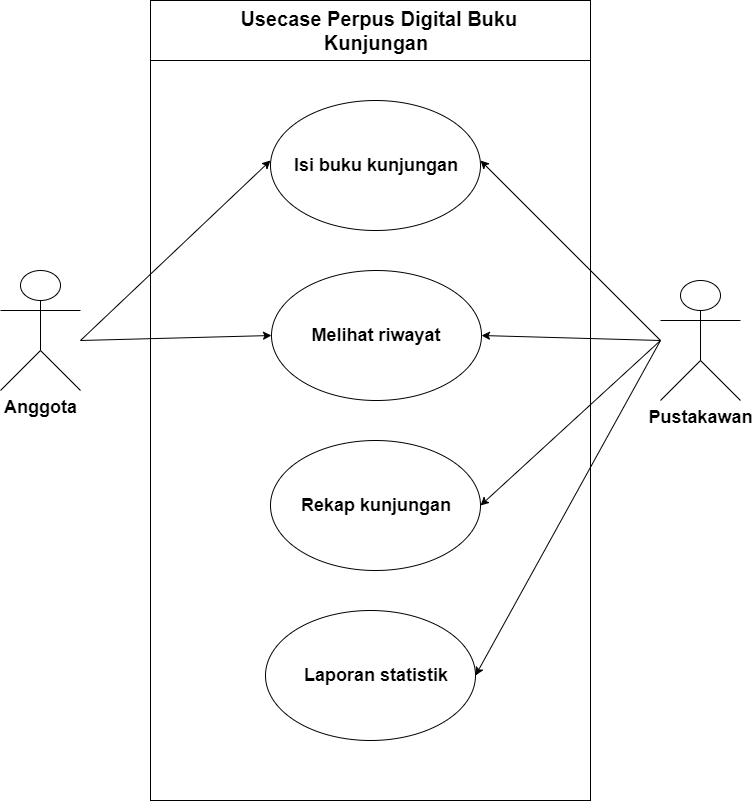 Usecase Perpus Digital Buku
Kunjungan
Isi buku kunjungan
Melihat riwayat
Anggota
Pustakawan
Rekap kunjungan
Laporan statistik